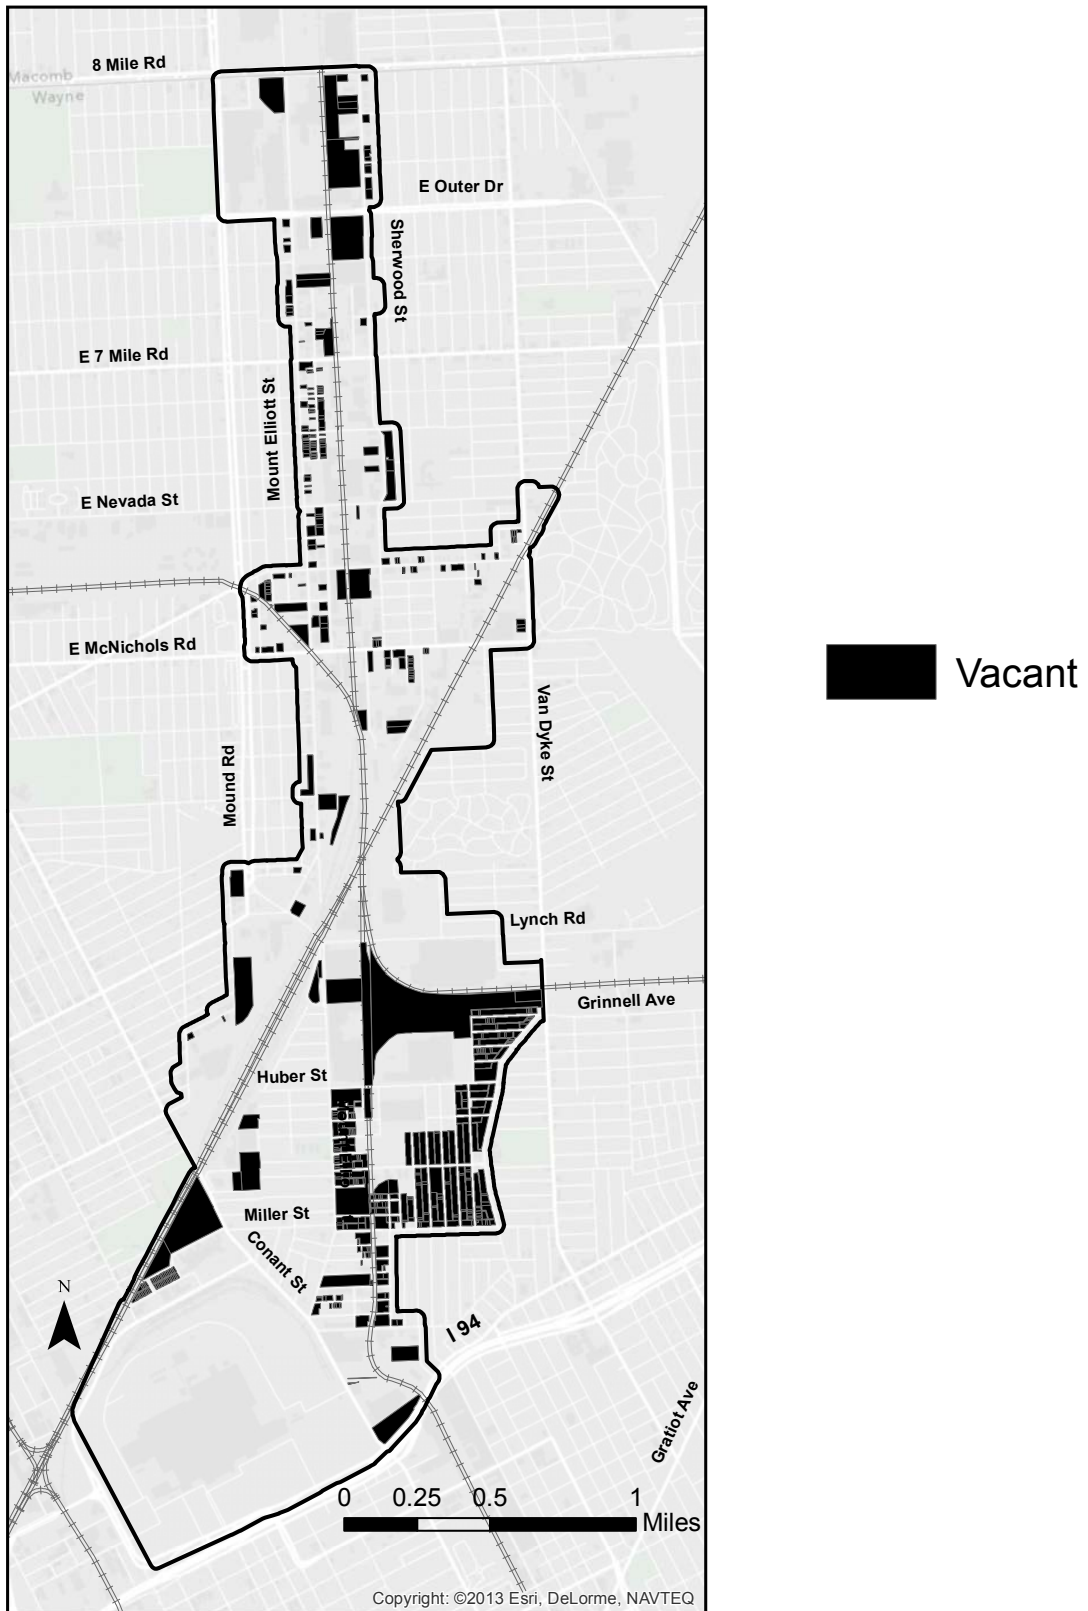 8 Mile Rd
Macomb
Wayne
E Outer Dr
Sherwood St
E 7 Mile Rd
Mount Elliott St
E Nevada St
E McNichols Rd
Vacant
Van Dyke St
Mound Rd
Lynch Rd
Grinnell Ave
Huber St
Miller St
Conant St
N
I 94
Gratiot Ave
0 0.25 0.5 1
Miles
Copyright: ©2013 Esri, DeLorme, NAVTEQ